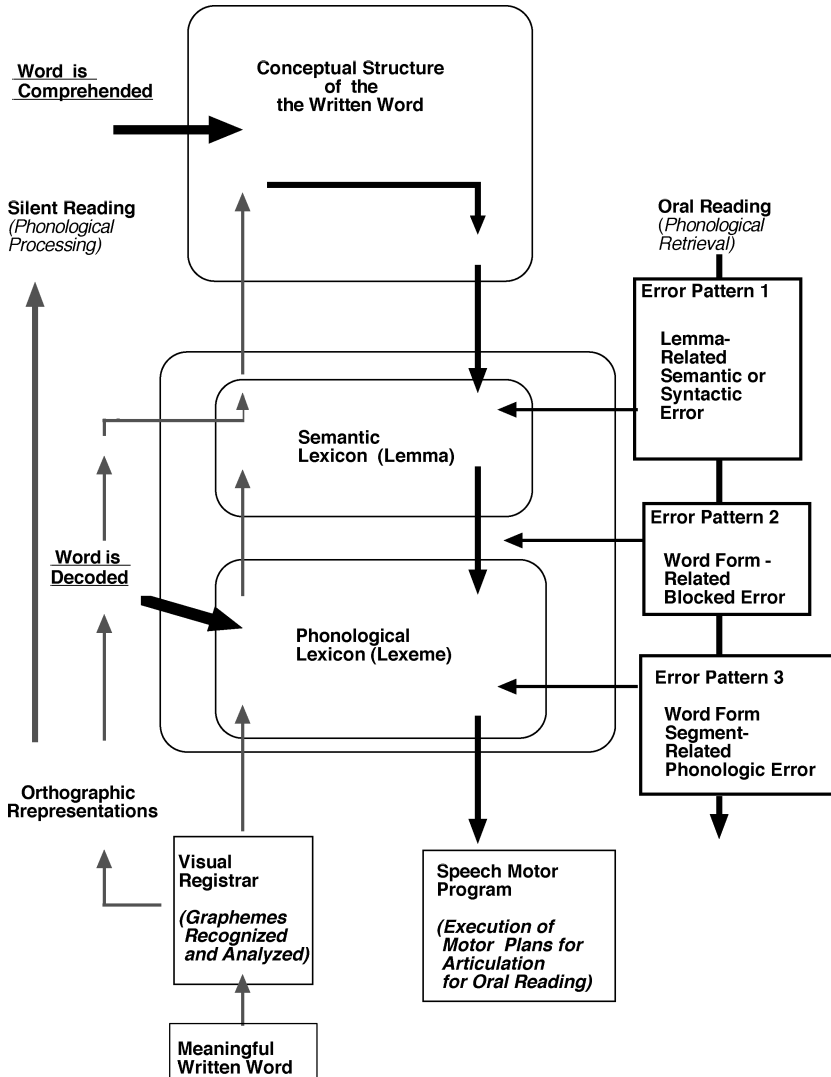 Word is
Comprehended
Conceptual Structure
of the
the Written Word
Silent Reading
(Phonological
Processing)
Oral Reading
(Phonological
Retrieval)
Error Pattern 1
Lemma-
Related
Semantic or
Syntactic
Error
Semantic
Lexicon (Lemma)
Error Pattern 2
Word Form -
Related
Blocked Error
Word is
Decoded
Phonological
Lexicon (Lexeme)
Error Pattern 3
Word Form
Segment-
Related
Phonologic Error
Orthographic
Rrepresentations
Visual
Registrar
(Graphemes
Recognized
and Analyzed)
Speech Motor
Program
(Execution of
Motor Plans for
Articulation
for Oral Reading)
Meaningful
Written Word